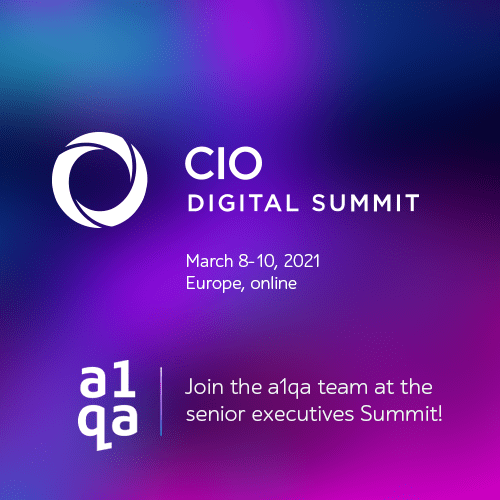 CIO
DIGITAL SUMMIT
March 8-10, 2021
Europe, online
a1
qa
Join the a1qa team at the
senior executives Summit!